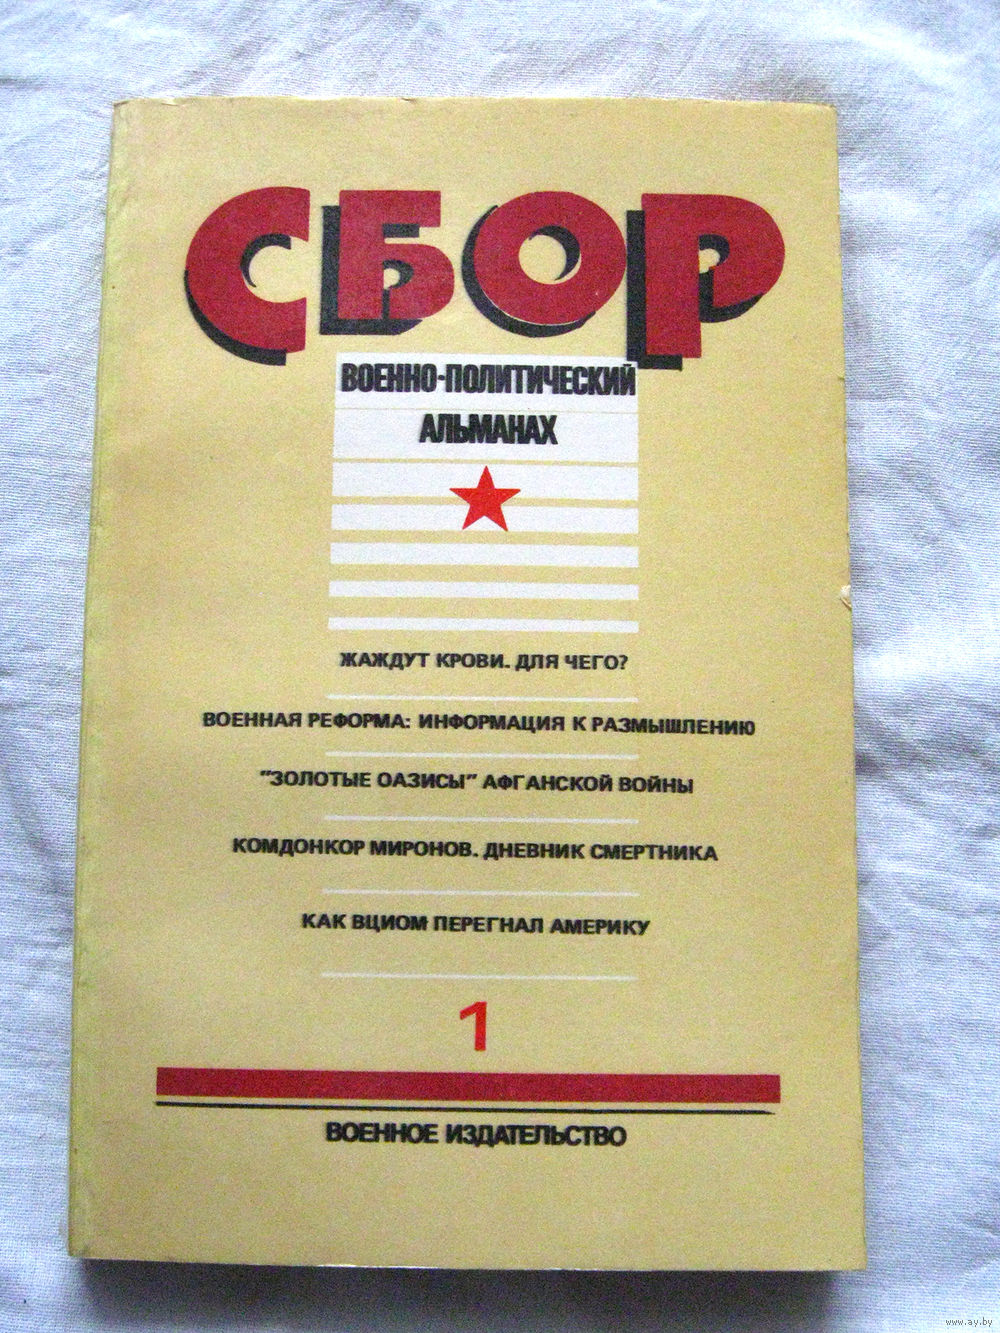 СБОР
ВОЕННО-ПОЛИТИЧЕСКИЙ
АЛЬМАНАХ
ЖАЖДУТ КРОВИ. ДЛЯ ЧЕГО?
ВОЕННАЯ РЕФОРМА: ИНФОРМАЦИЯ К РАЗМЫШЛЕНИЮ
"ЗОЛОТЫЕ ОАЗИСЫ" АФГАНСКОЙ ВОЙНЫ
КОМДОНКОР МИРОНОВ. ДНЕВНИК СМЕРТНИКА
КАК ВЦИОМ ПЕРЕГНАЛ АМЕРИКУ
1
ВОЕННОЕ ИЗДАТЕЛЬСТВО
www.ay.by